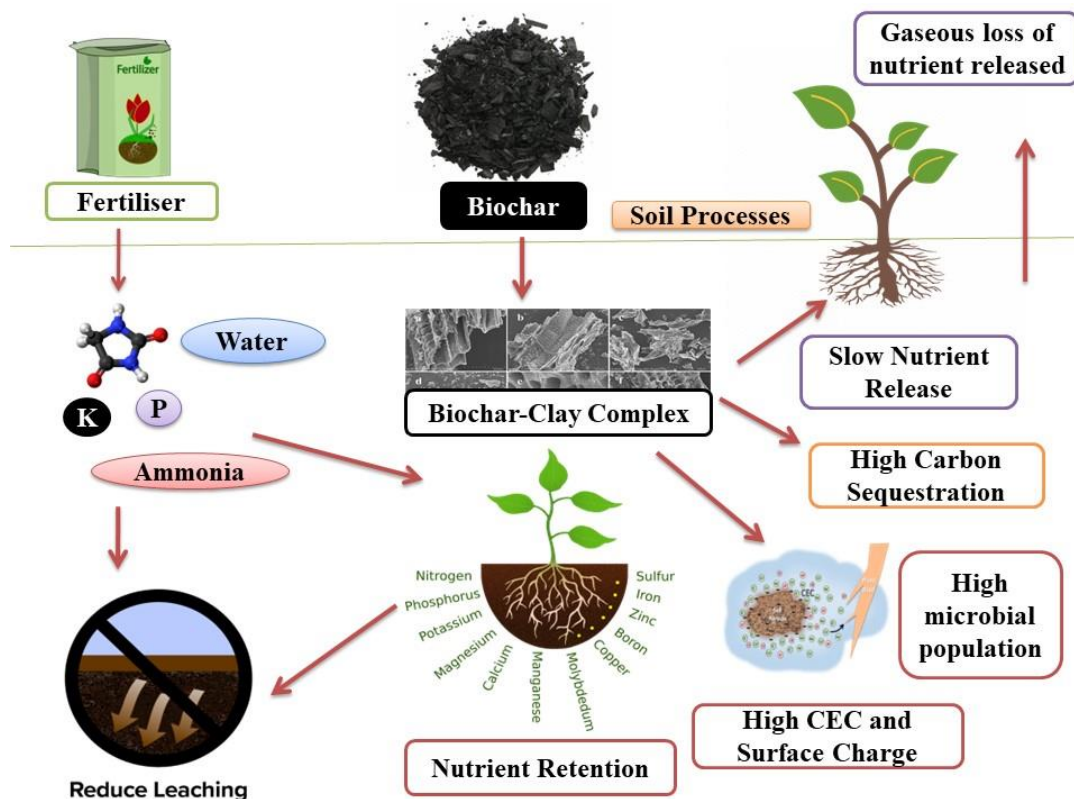 Gaseous loss of
nutrient released
Fertilizer
Fertiliser
Biochar
Soil Processes
Water
K
P
Ammonia
b
c
d
e
f
Biochar-Clay Complex
Slow Nutrient
Release
High Carbon
Sequestration
Nitrogen
Phosphorus
Potassium
Magnesium
Calcium
Manganese
Molybdedum
Copper
Boron
Zinc
Iron
Sulfur
CEC
High
microbial
population
High CEC and
Surface Charge
Nutrient Retention
Reduce Leaching